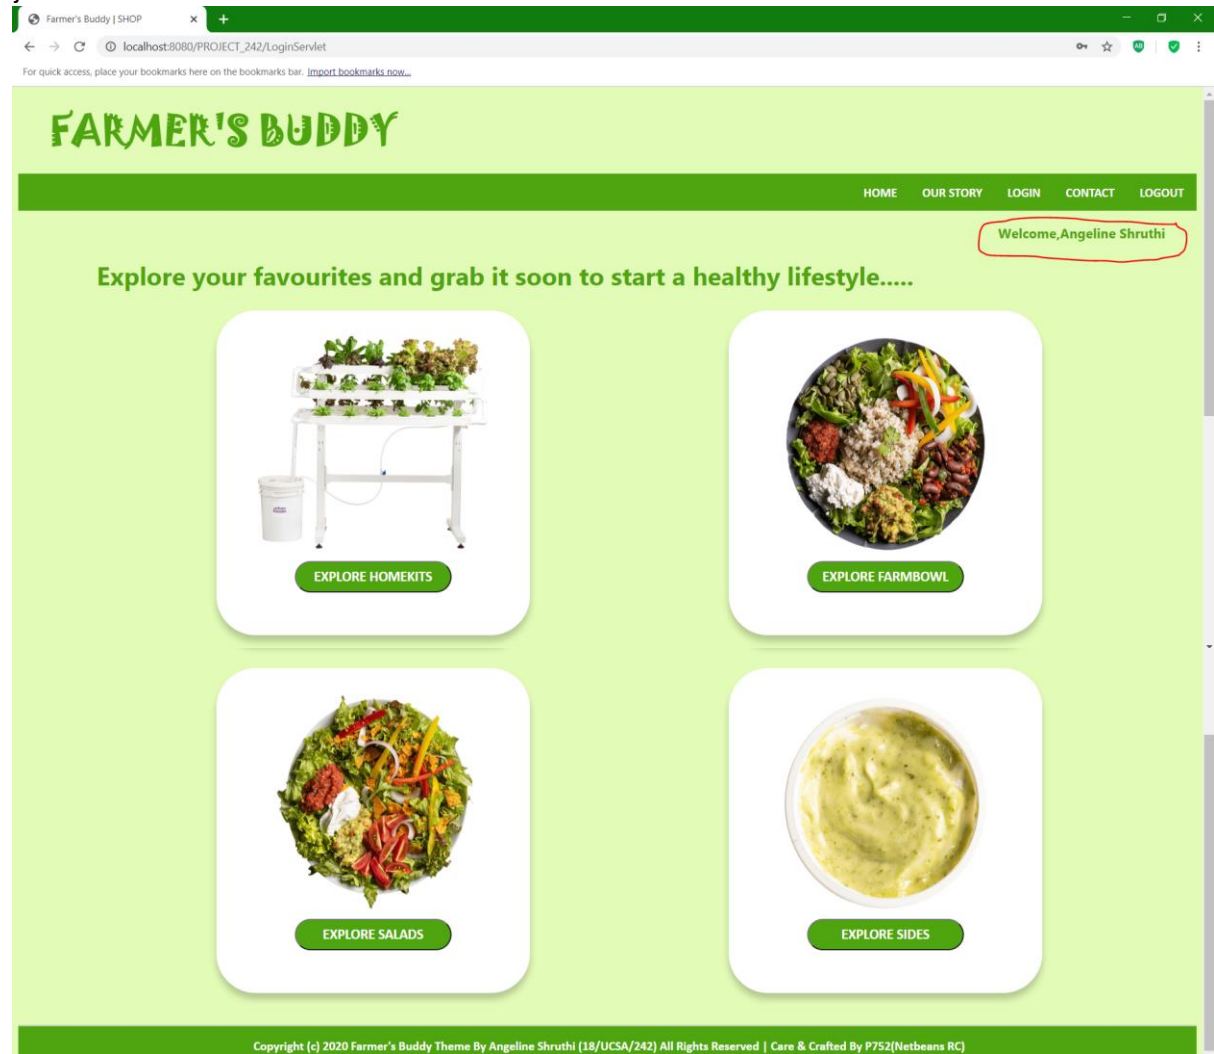 Farmer's Buddy | SHOP
localhost:8080/PROJECT_242/LoginServlet
For quick access, place your bookmarks here on the bookmarks bar. Import bookmarks now...
FARMER'S BUDDY
HOME OUR STORY LOGIN CONTACT LOGOUT
Welcome,Angeline Shruthi
Explore your favourites and grab it soon to start a healthy lifestyle.....
EXPLORE HOMEKITS EXPLORE FARMBOWL
EXPLORE SALADS EXPLORE SIDES
Copyright (c) 2020 Farmer's Buddy Theme By Angeline Shruthi (18/UCSA/242) All Rights Reserved | Care & Crafted By P752(Netbeans RC)